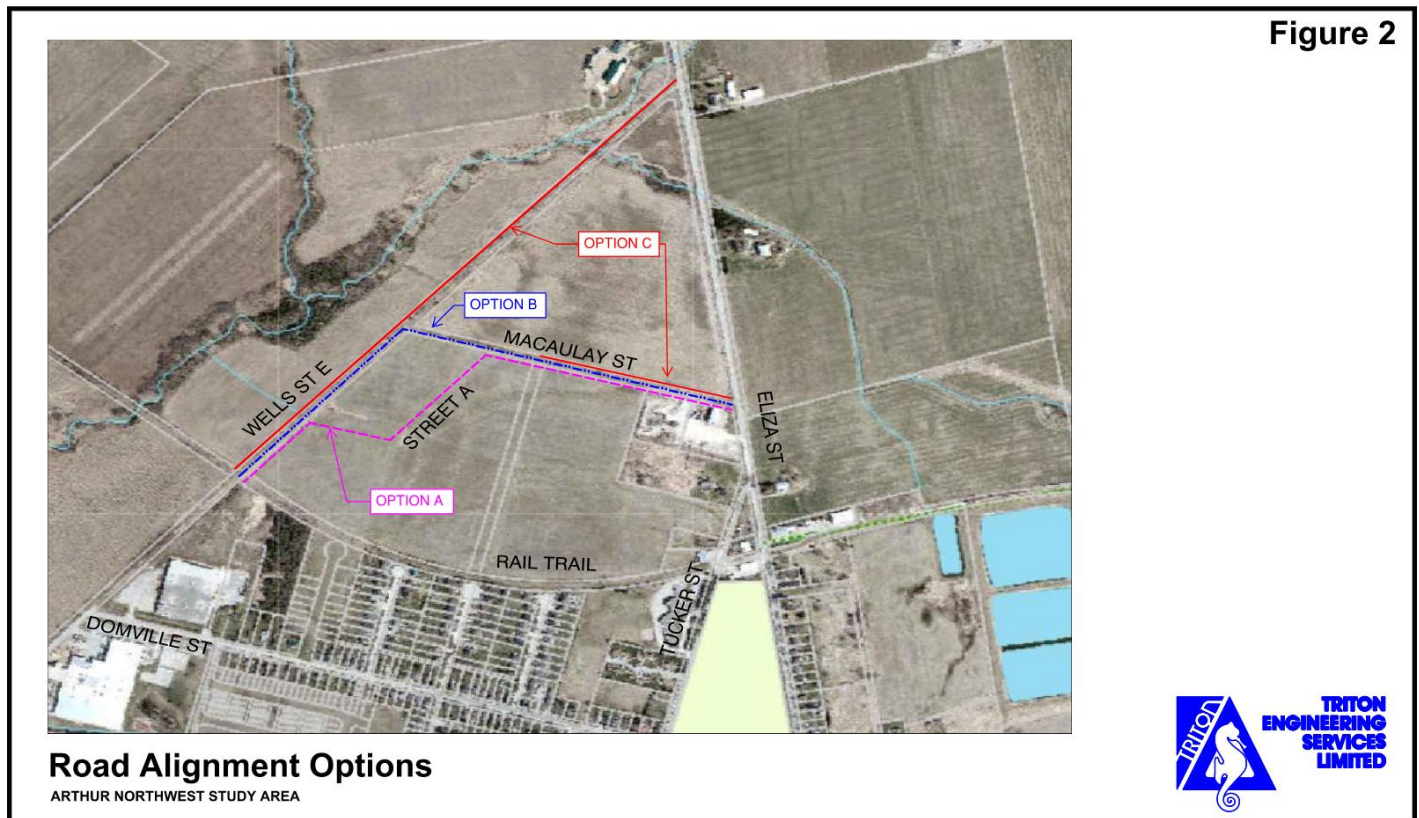 Figure 2
OPTION C
OPTION B
MACAULAY ST
WELLS ST E
STREET A
ELIZA ST
OPTION A
RAIL TRAIL
TUCKER ST
DOMVILLE ST
Road Alignment Options
ARTHUR NORTHWEST STUDY AREA
TRITON
TRITON
ENGINEERING
SERVICES
LIMITED